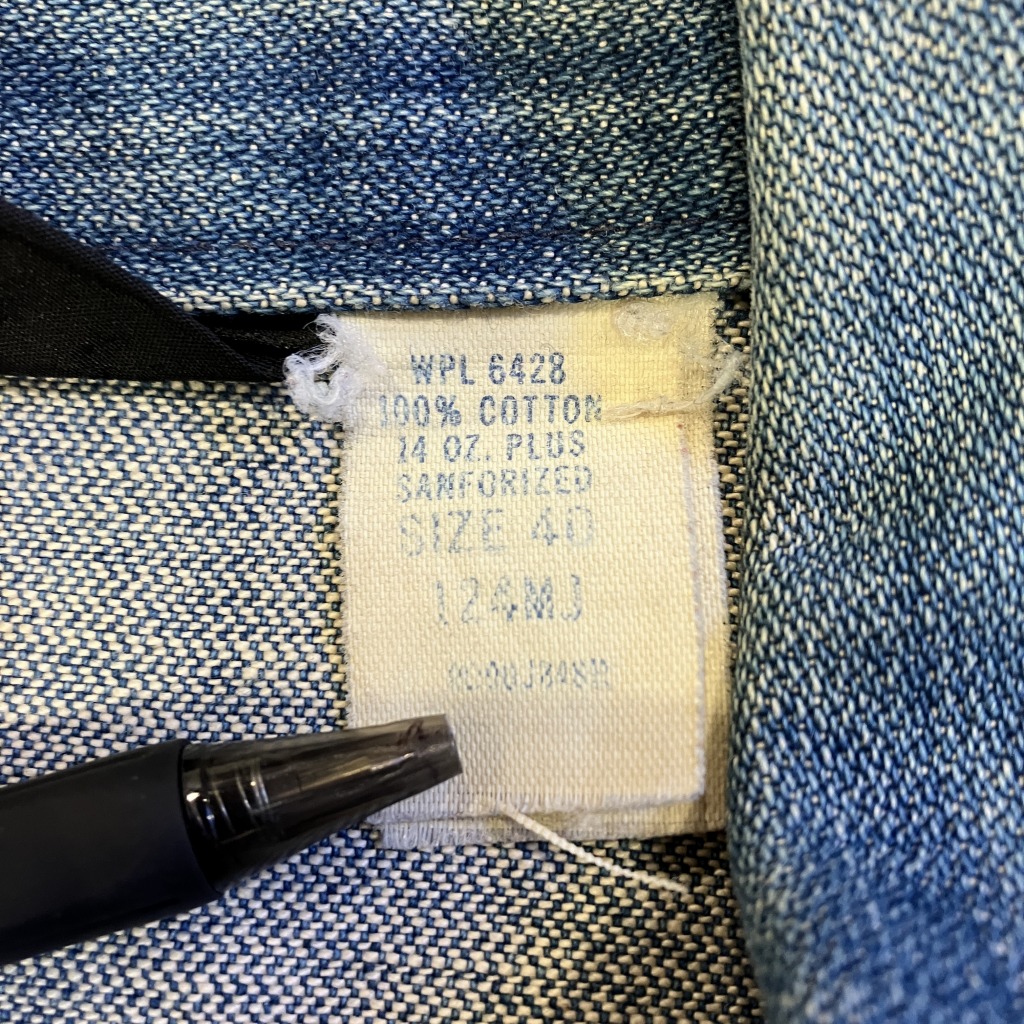 WPL 6428
100% COTTON
14 OZ. PLUS
SANFORIZED
SIZE 40
124MJ